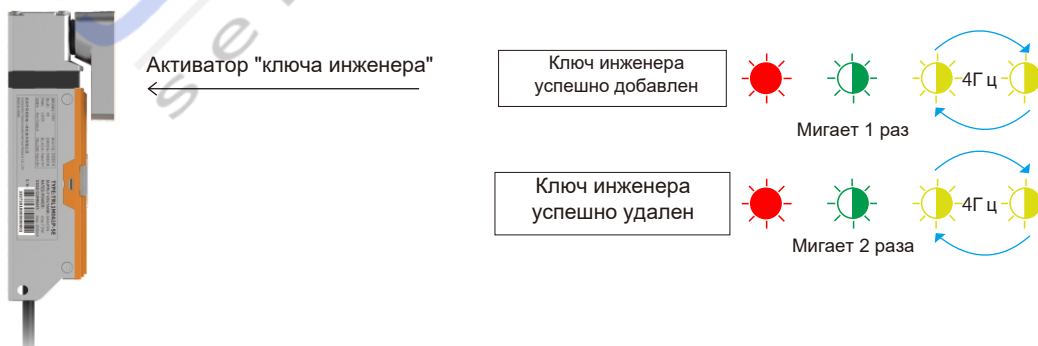 Активатор "ключа инженера"
Ключ инженера
успешно добавлен
4Гц
Мигает 1 раз
Ключ инженера
успешно удален
4Гц
Мигает 2 раза